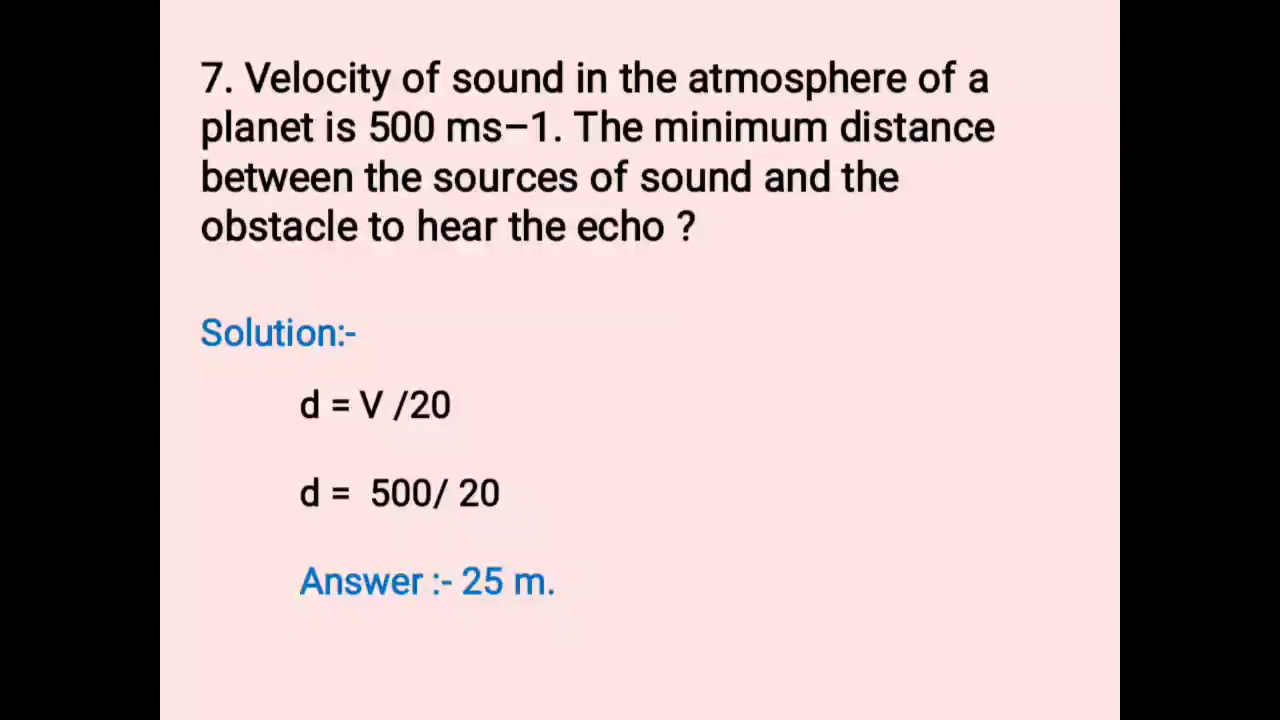 7. Velocity of sound in the atmosphere of a
planet is 500 ms–1. The minimum distance
between the sources of sound and the
obstacle to hear the echo ?
Solution:-
d = V /20
d = 500/ 20
Answer :- 25 m.